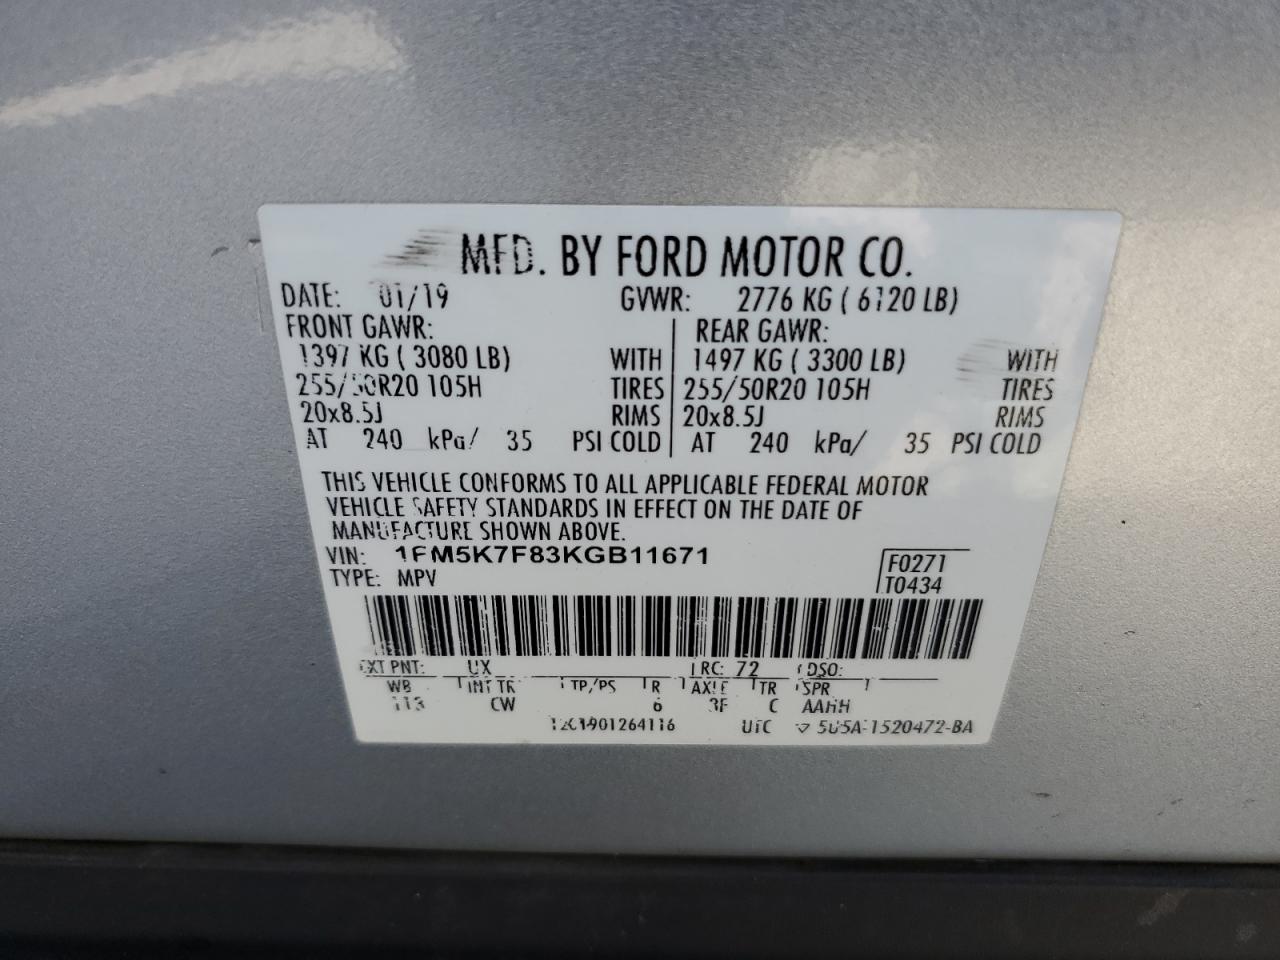 MFD. BY FORD MOTOR CO.
DATE: 01/19 GVWR: 2776 KG ( 6120 LB)
FRONT GAWR: REAR GAWR:
1397 KG ( 3080 LB) WITH 1497 KG ( 3300 LB) WITH
255/50R20 105H TIRES 255/50R20 105H TIRES
20x8.5J RIMS 20x8.5J RIMS
AT 240 kPa/ 35 PSI COLD AT 240 kPa/ 35 PSI COLD
THIS VEHICLE CONFORMS TO ALL APPLICABLE FEDERAL MOTOR
VEHICLE SAFETY STANDARDS IN EFFECT ON THE DATE OF
MANUFACTURE SHOWN ABOVE.
VIN: 1FM5K7F83KGB11671 F0271
TYPE: MPV T0434
EXT PNT: UX RC: 72 DSO:
WB INT TR TP/PS R AXLE TR SPR
113 CW 6 3F C AAHH
UTC